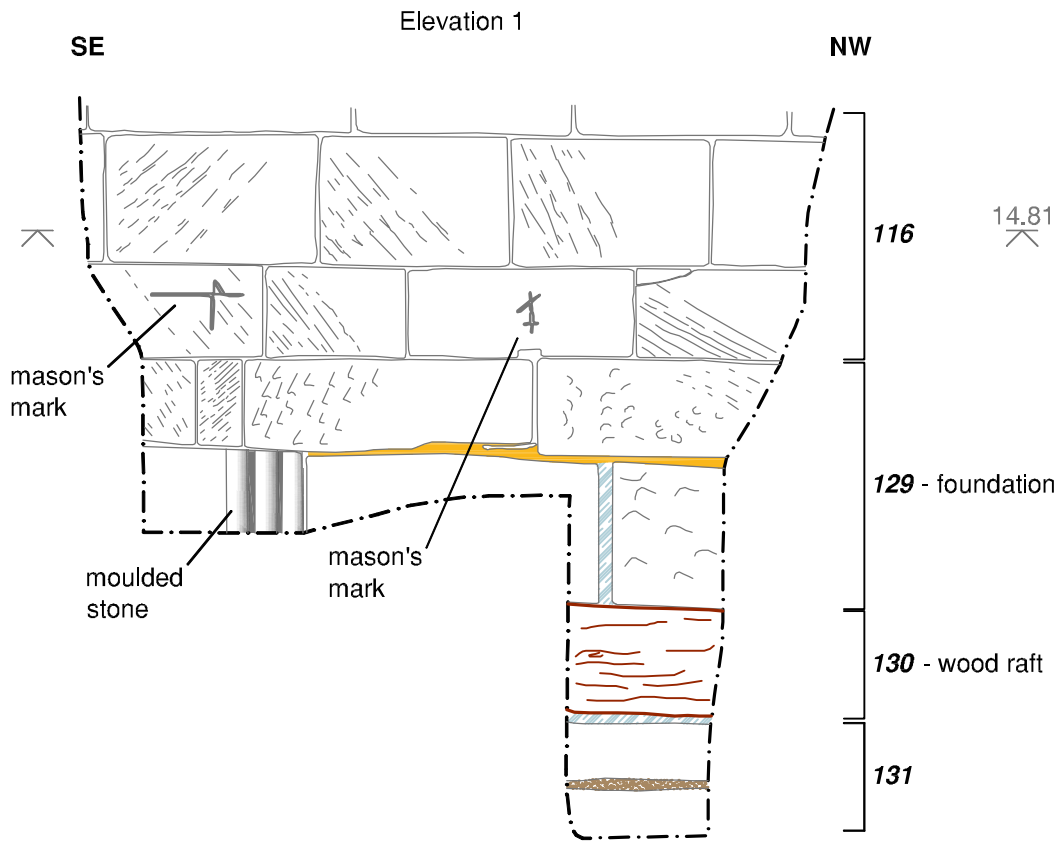 Elevation 1
SE
NW
116
14.81
mason's
mark
129 - foundation
mason's
mark
moulded
stone
130 - wood raft
131